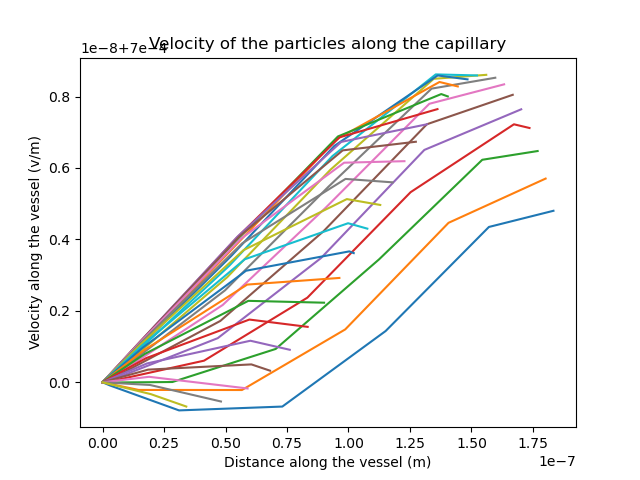 Velocity of the particles along the capillary
1e−8+7e−4
0.8
0.6
0.4
0.2
0.0
Velocity along the vessel (v/m)
0.00 0.25 0.50 0.75 1.00 1.25 1.50 1.75
1e−7
Distance along the vessel (m)